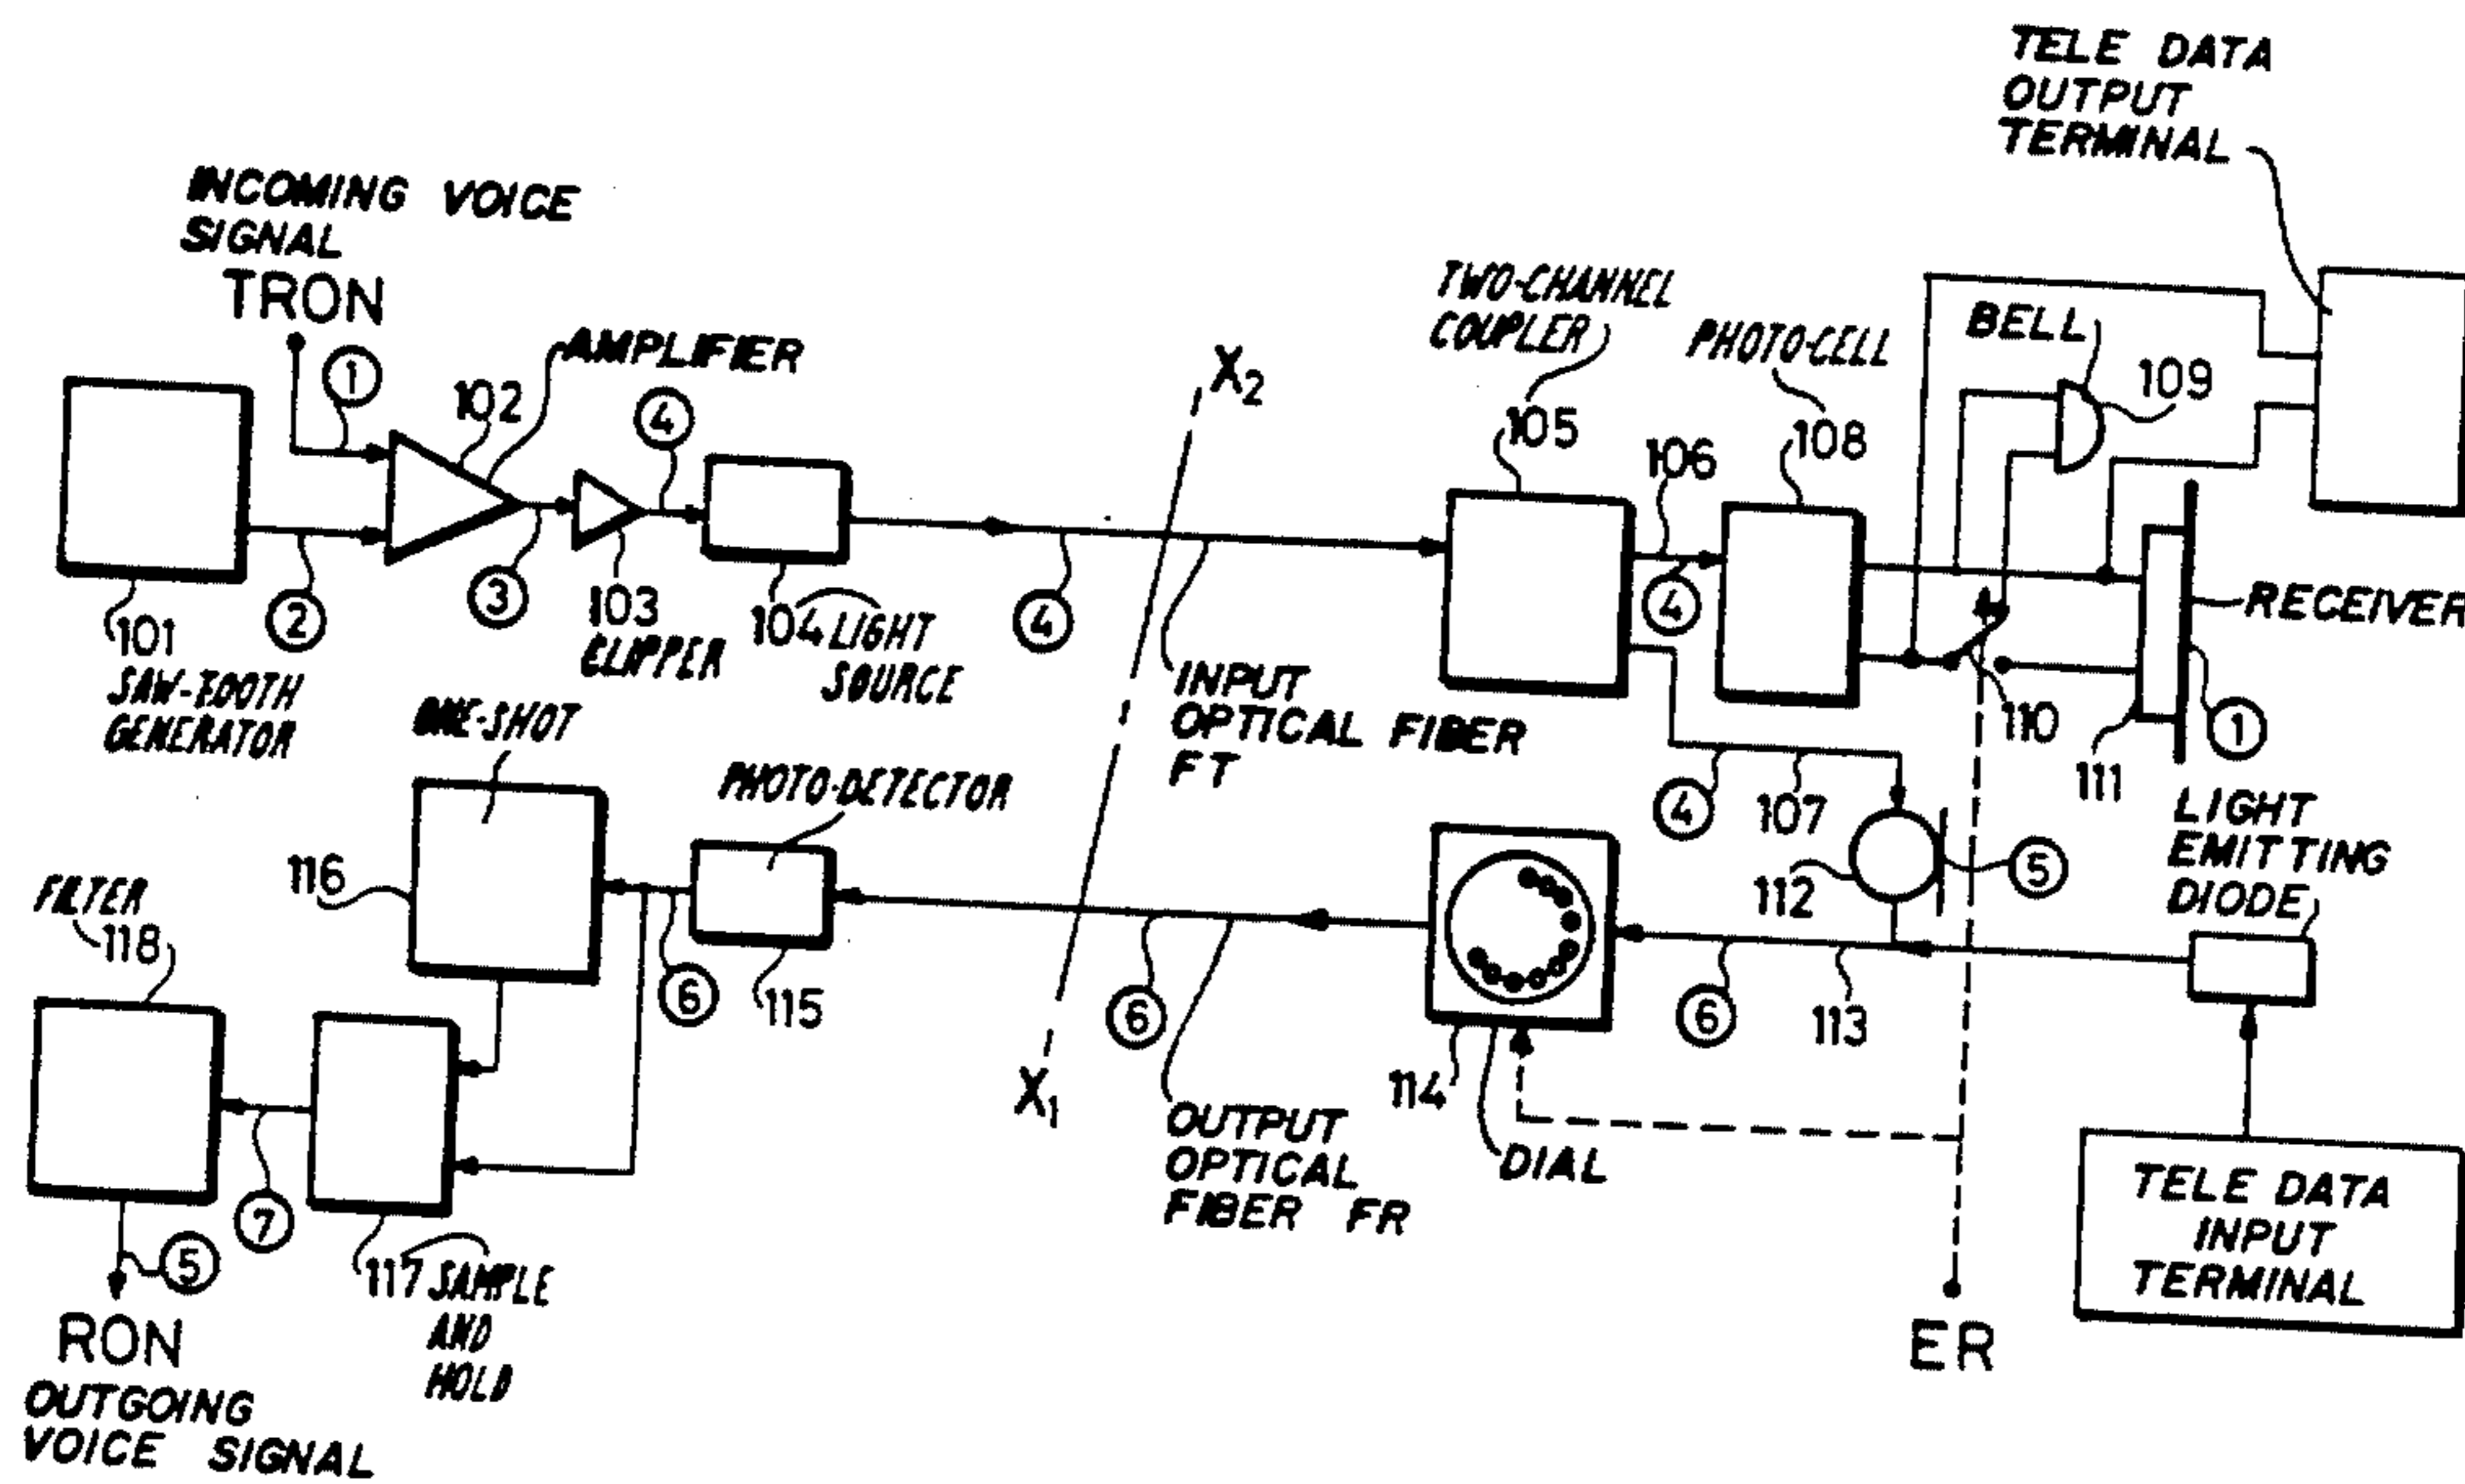 TELE DATA
OUTPUT
TERMINAL
INCOMING VOICE
SIGNAL
TRON
1
AMPLIFIER
102
4
X2
TWO-CHANNEL
COUPLER
105
PHOTO-CELL
108
106
BELL
109
101
SAW-TOOTH
GENERATOR
2
3
103
CLIPPER
104 LIGHT
SOURCE
4
INPUT
OPTICAL FIBER
FT
4
4
107
110
111
RECEIVER
1
ONE-SHOT
116
PHOTO-DETECTOR
115
6
6
X1
OUTPUT
OPTICAL
FIBER FR
114
DIAL
6
113
112
5
LIGHT
EMITTING
DIODE
FILTER
118
7
117 SAMPLE
AND
HOLD
5
RON
OUTGOING
VOICE SIGNAL
ER
TELE DATA
INPUT
TERMINAL